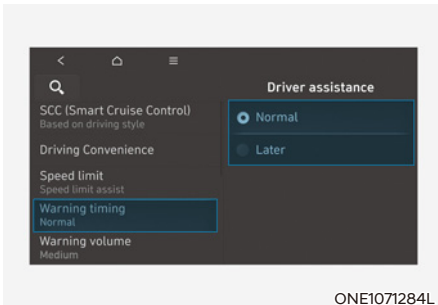 Driver assistance
SCC (Smart Cruise Control)
Based on driving style
Driving Convenience
Speed limit
Speed limit assist
Warning timing
Normal
Warning volume
Medium
Normal
Later
ONE1071284L